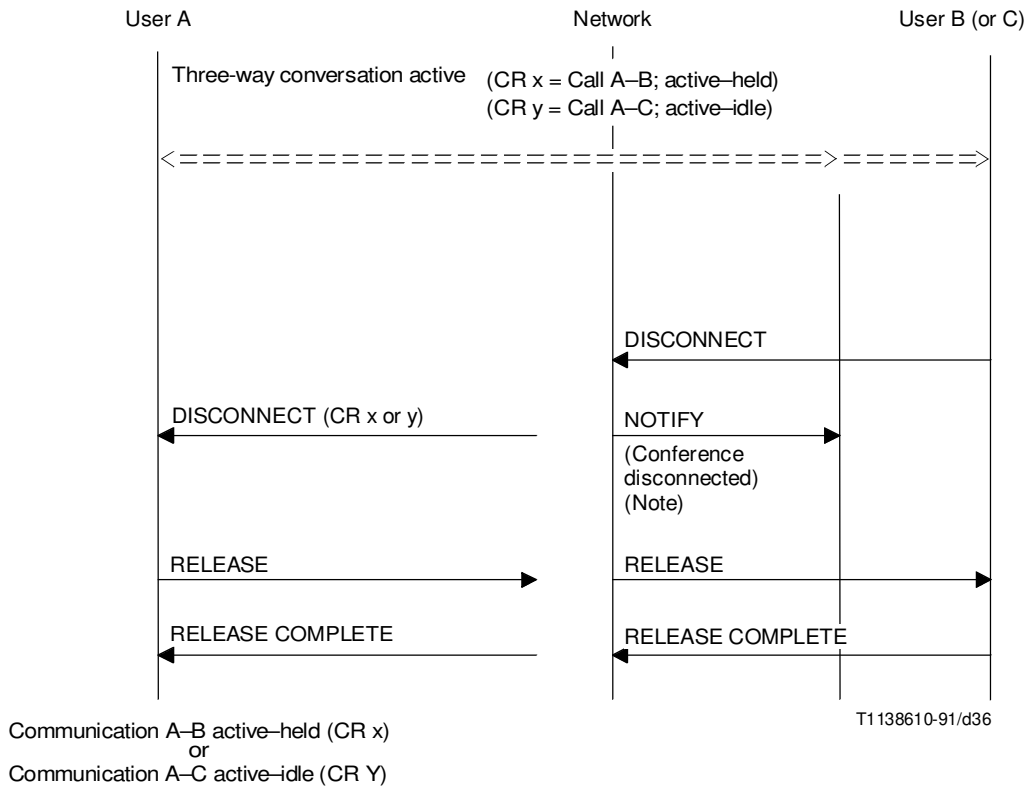 User A
Network
User B (or C)
Three-way conversation active
(CR x = Call A–B; active–held)
(CR y = Call A–C; active–idle)
DISCONNECT
DISCONNECT (CR x or y)
NOTIFY
(Conference
disconnected)
(Note)
RELEASE
RELEASE
RELEASE COMPLETE
RELEASE COMPLETE
T1138610-91/d36
Communication A–B active–held (CR x)
or
Communication A–C active–idle (CR Y)